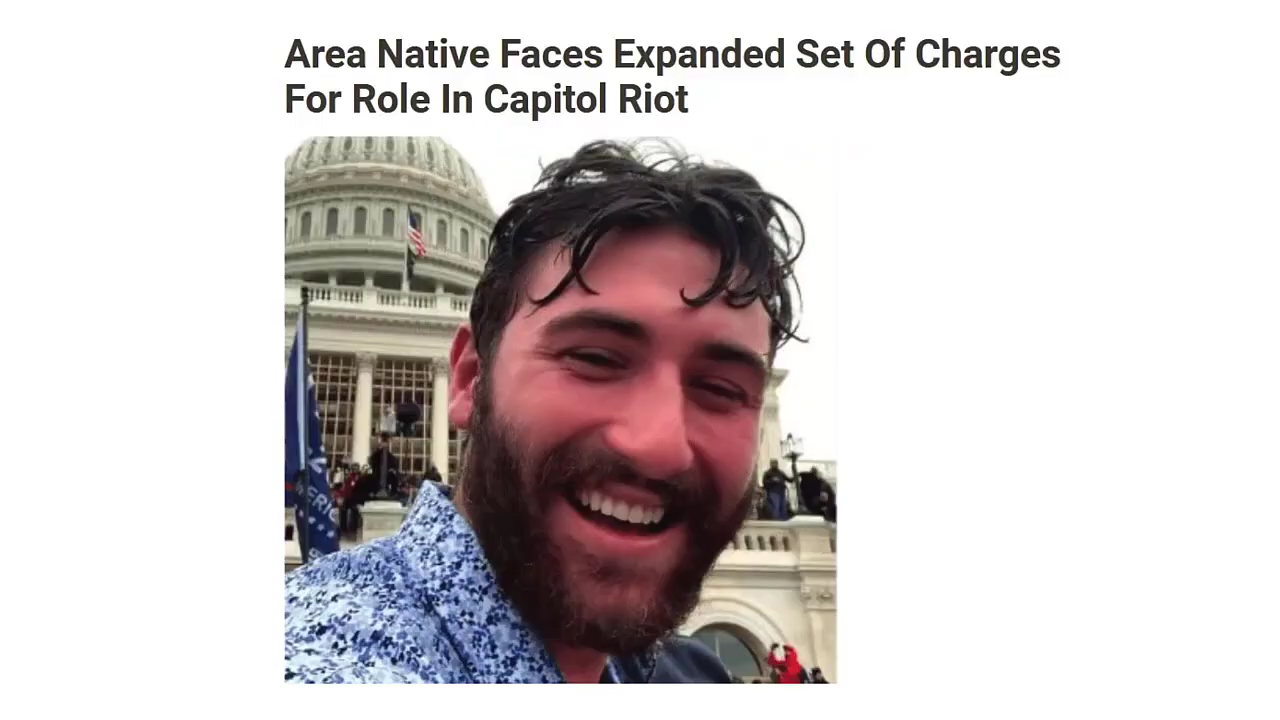 Area Native Faces Expanded Set Of Charges
For Role In Capitol Riot